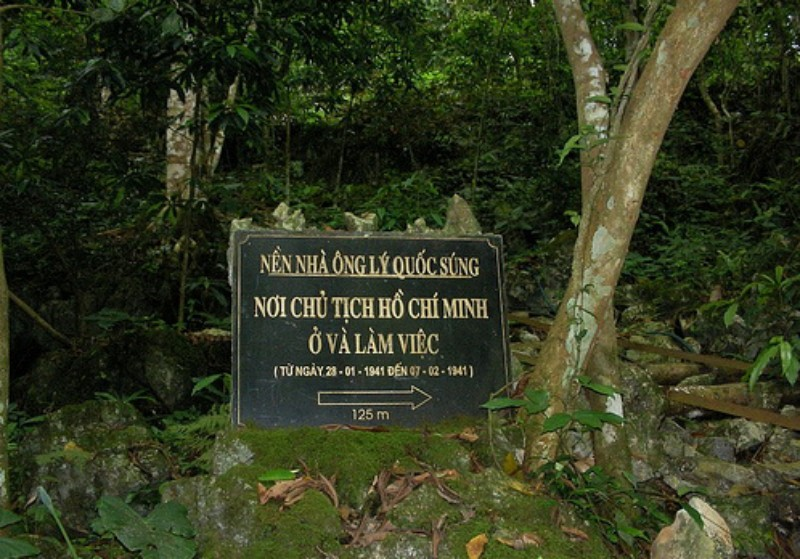 NỀN NHÀ ÔNG LÝ QUỐC SÚNG
NƠI CHỦ TỊCH HỒ CHÍ MINH
Ở VÀ LÀM VIỆC
( TỪ NGÀY 28 - 01 - 1941 ĐẾN 07 - 02 - 1941 )
125 m